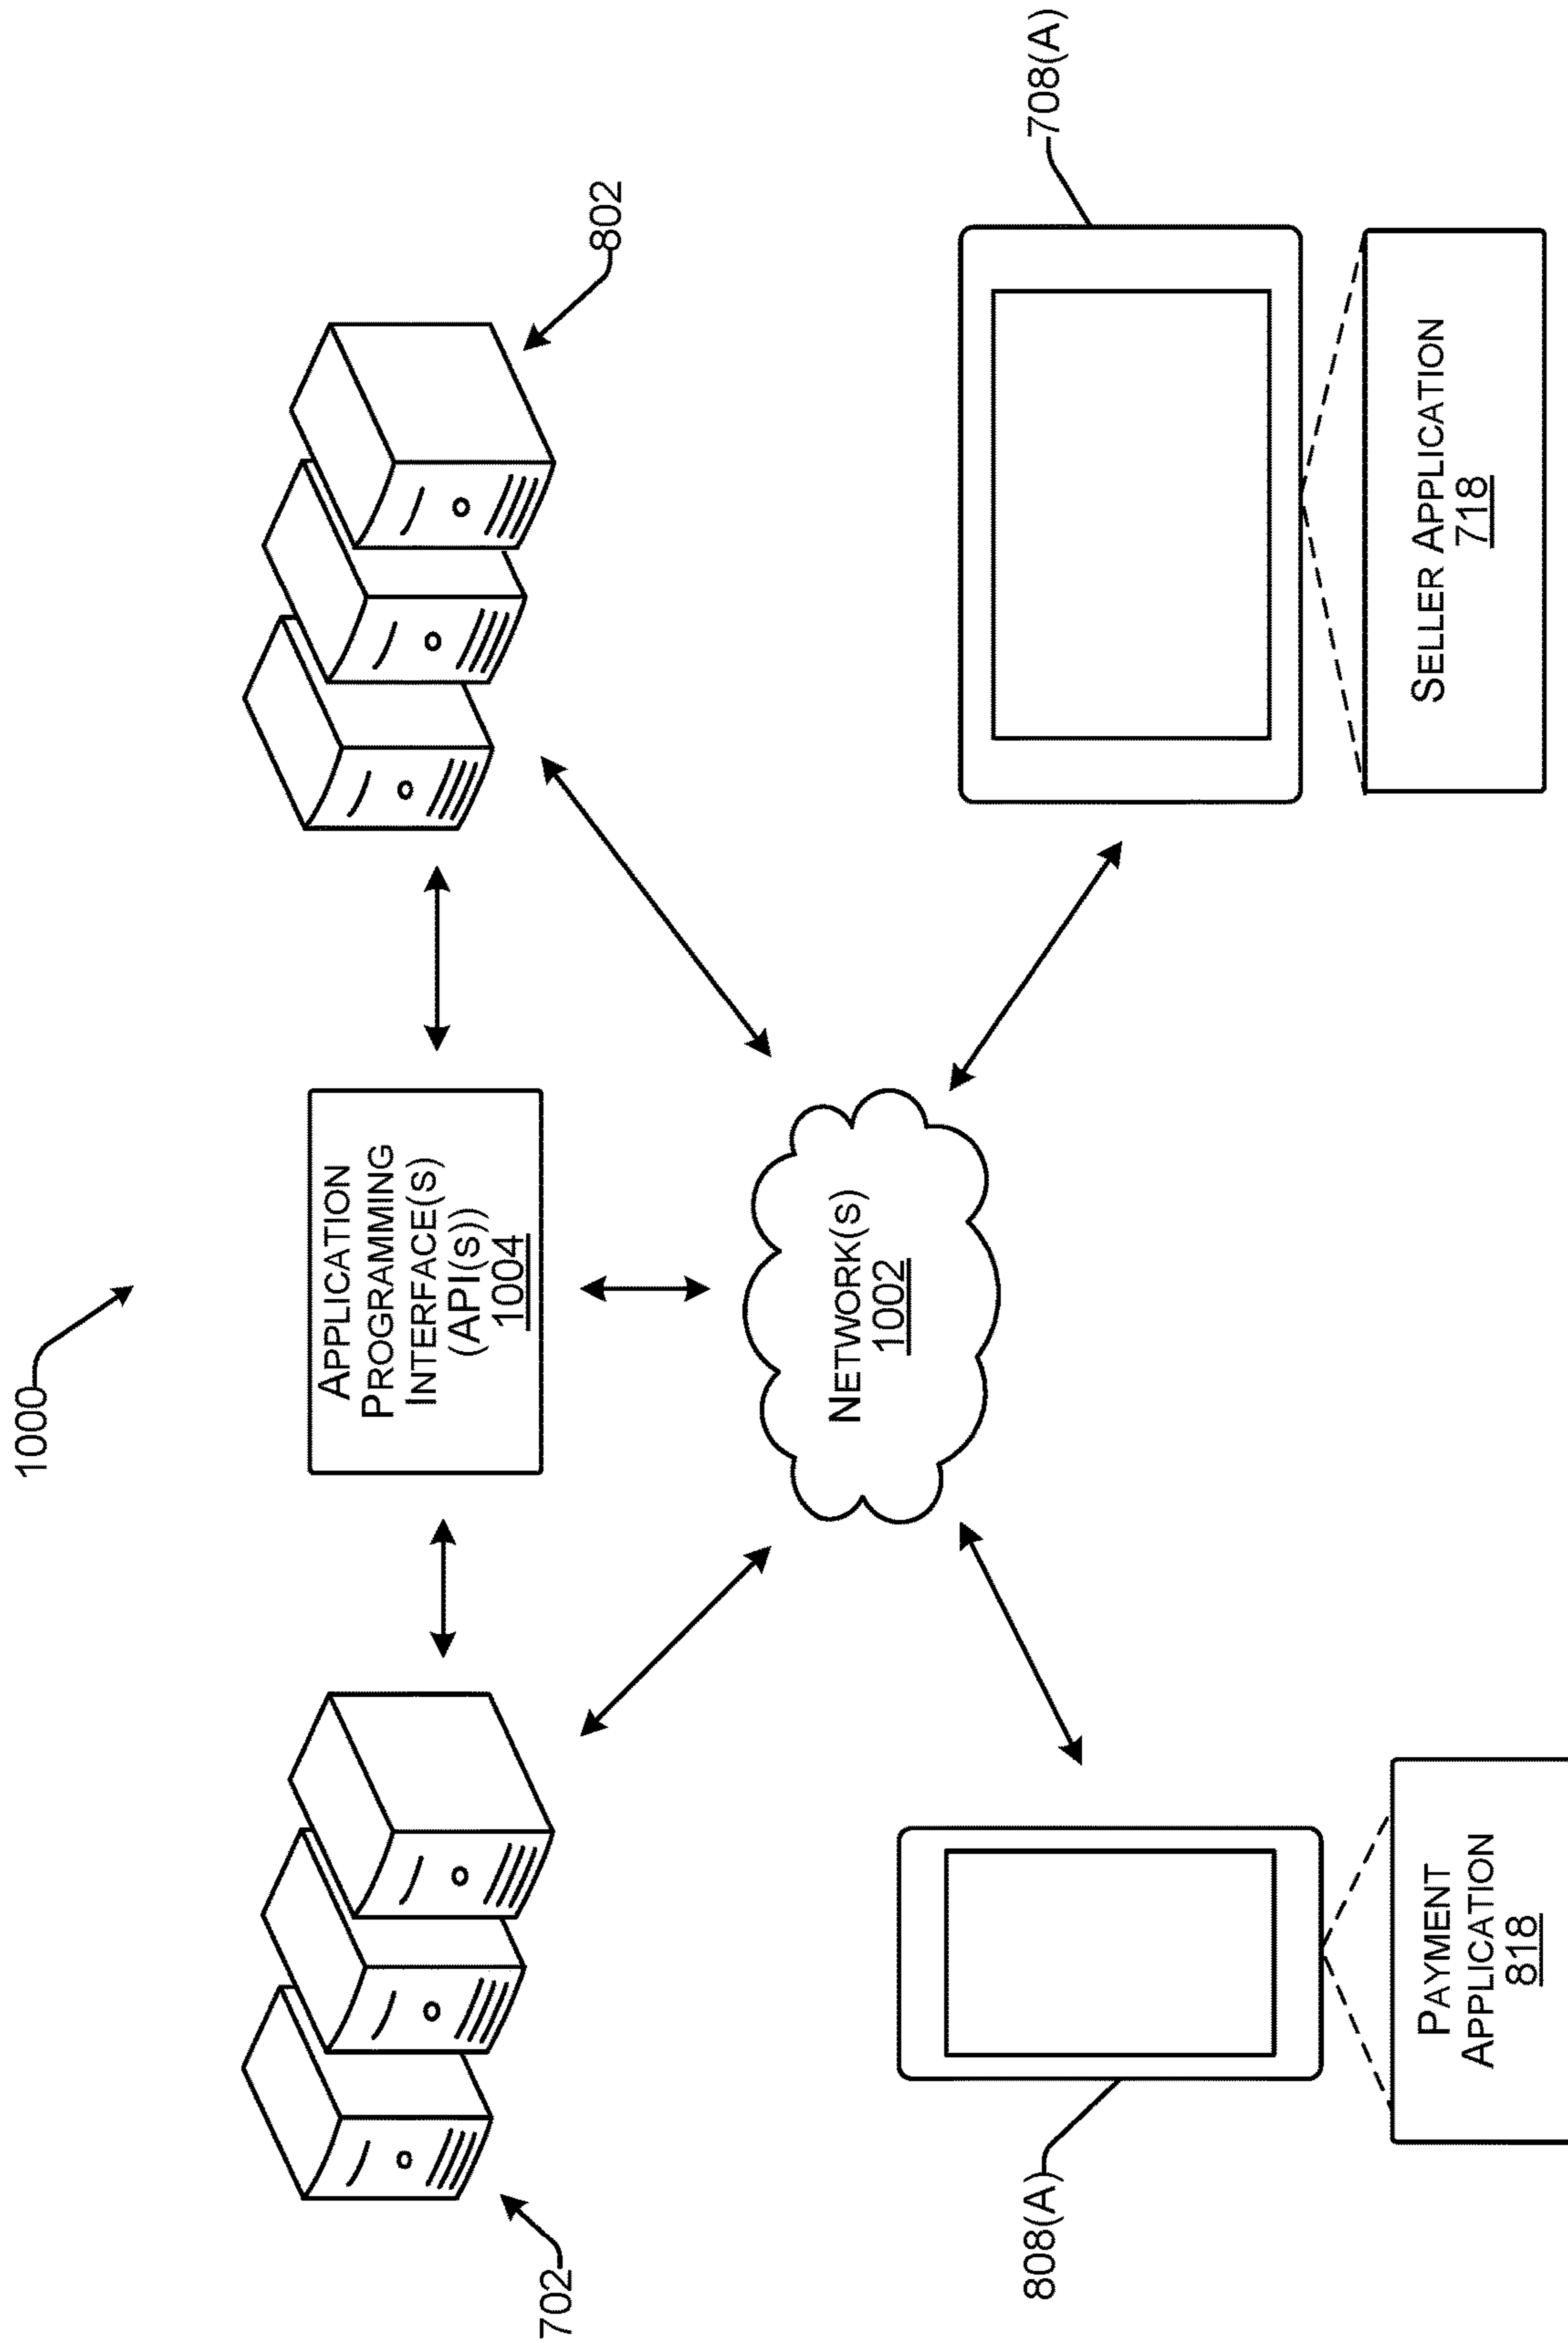 1000
APPLICATION
PROGRAMMING
INTERFACE(S)
(API(S))
1004
702
802
NETWORK(S)
1002
808(A)
708(A)
PAYMENT
APPLICATION
818
SELLER APPLICATION
718